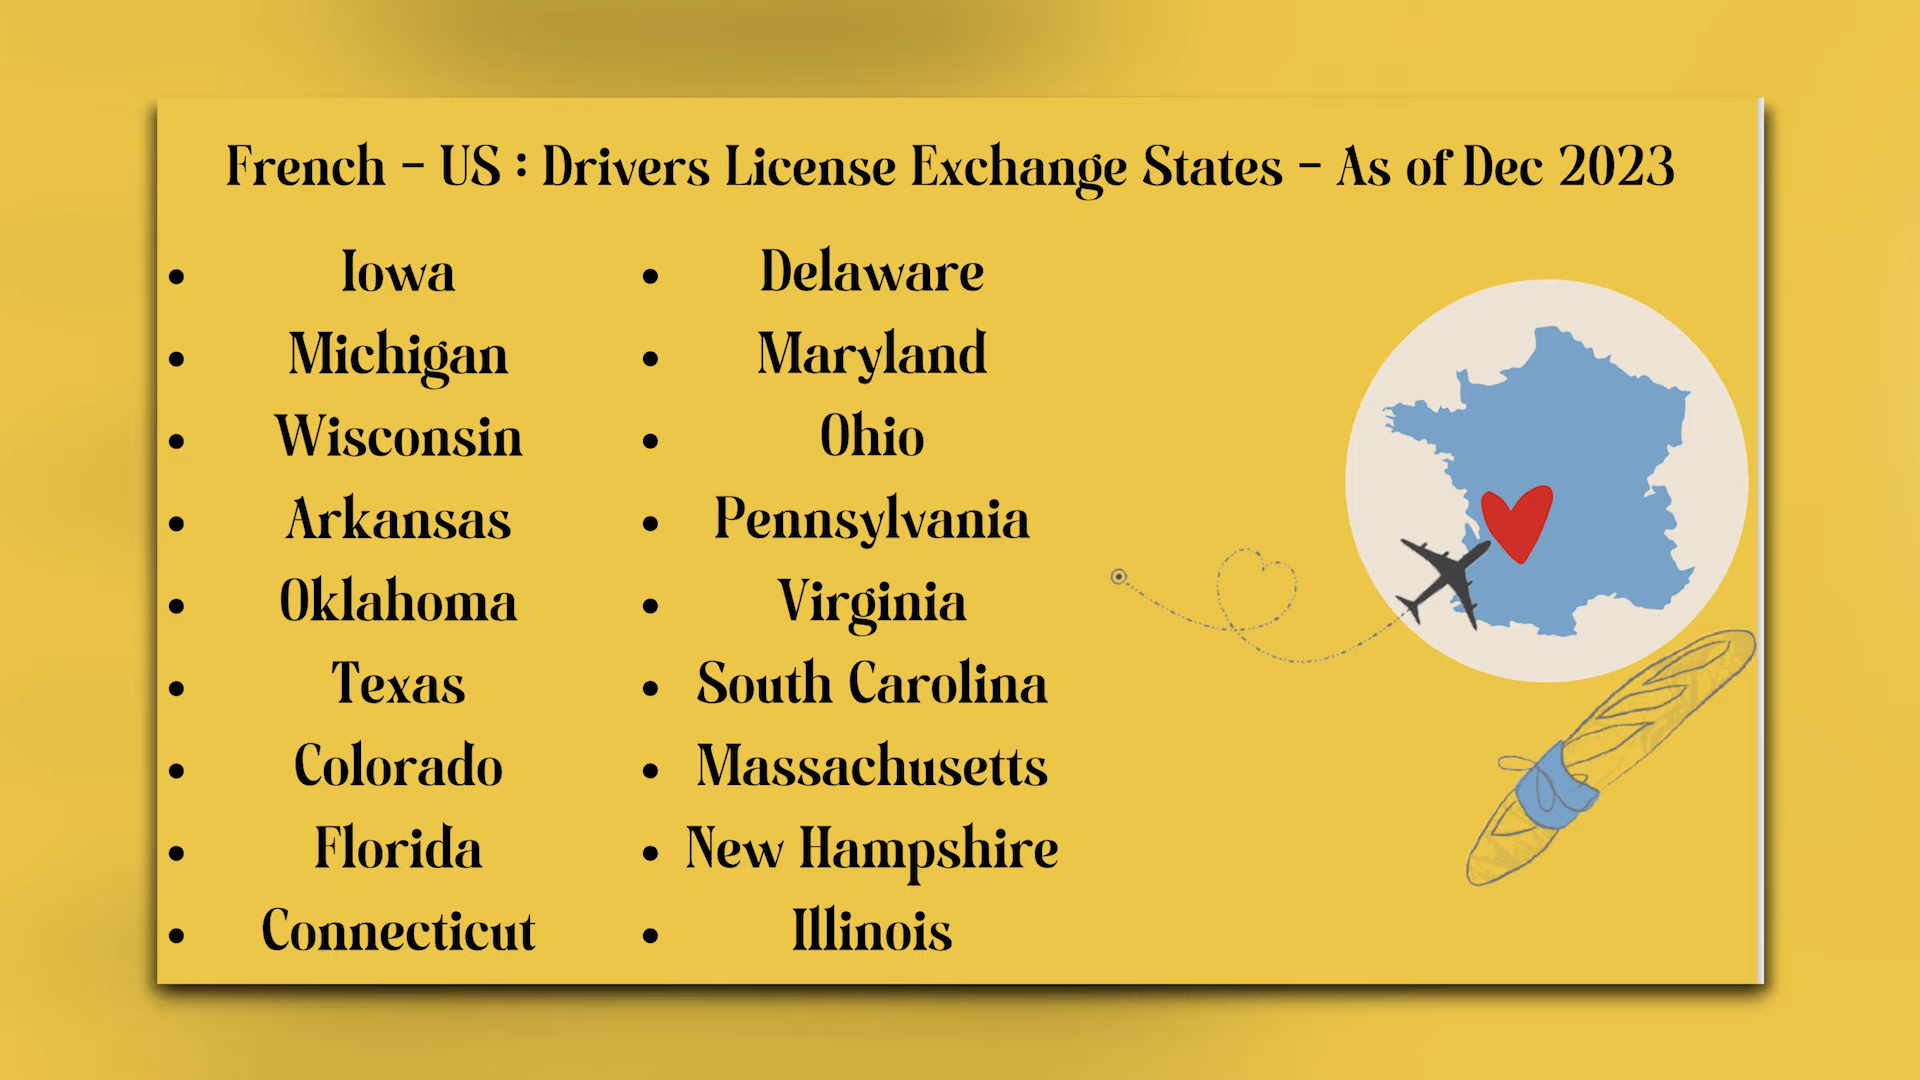 French – US : Drivers License Exchange States – As of Dec 2023
• Iowa
• Michigan
• Wisconsin
• Arkansas
• Oklahoma
• Texas
• Colorado
• Florida
• Connecticut
• Delaware
• Maryland
• Ohio
• Pennsylvania
• Virginia
• South Carolina
• Massachusetts
• New Hampshire
• Illinois